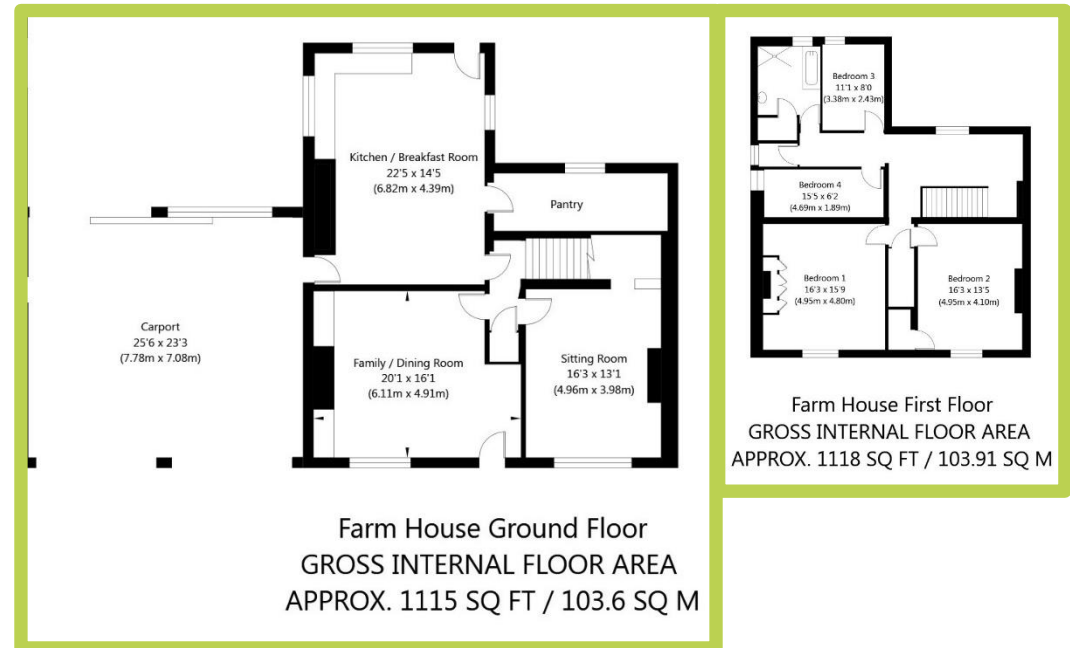 Kitchen / Breakfast Room
22'5 x 14'5
(6.82m x 4.39m)
Pantry
Carport
25'6 x 23'3
(7.78m x 7.08m)
Family / Dining Room
20'1 x 16'1
(6.11m x 4.91m)
Sitting Room
16'3 x 13'1
(4.96m x 3.98m)
Farm House Ground Floor
GROSS INTERNAL FLOOR AREA
APPROX. 1115 SQ FT / 103.6 SQ M
Bedroom 3
11'1 x 8'0
(3.38m x 2.43m)
Bedroom 4
15'5 x 6'2
(4.69m x 1.89m)
Bedroom 1
16'3 x 15'9
(4.95m x 4.80m)
Bedroom 2
16'3 x 13'5
(4.95m x 4.10m)
Farm House First Floor
GROSS INTERNAL FLOOR AREA
APPROX. 1118 SQ FT / 103.91 SQ M